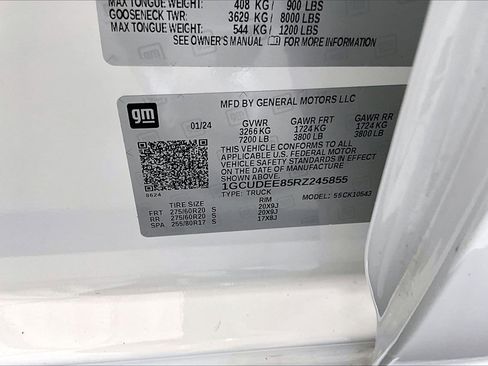 MAX TONGUE WEIGHT: 408 KG / 900 LBS
GOOSENECK TWR: 3629 KG / 8000 LBS
MAX TONGUE WEIGHT: 544 KG / 1200 LBS
SEE OWNER'S MANUAL FOR MORE INFORMATION
gm
MFD BY GENERAL MOTORS LLC
01/24 GVWR GAWR FRT GAWR RR
3266 KG 1724 KG 1724 KG
7200 LB 3800 LB 3800 LB
THIS VEHICLE CONFORMS TO ALL
APPLICABLE U.S. FEDERAL MOTOR
VEHICLE SAFETY STANDARDS IN EFFECT
ON THE DATE OF MANUFACTURE
SHOWN ABOVE.
1GCUDEE85RZ245855
TYPE: TRUCK MODEL: 55CK10543
8624
TIRE SIZE RIM
FRT 275/60R20 S 20X9J
RR 275/60R20 S 20X9J
SPA 255/80R17 S 17X8J